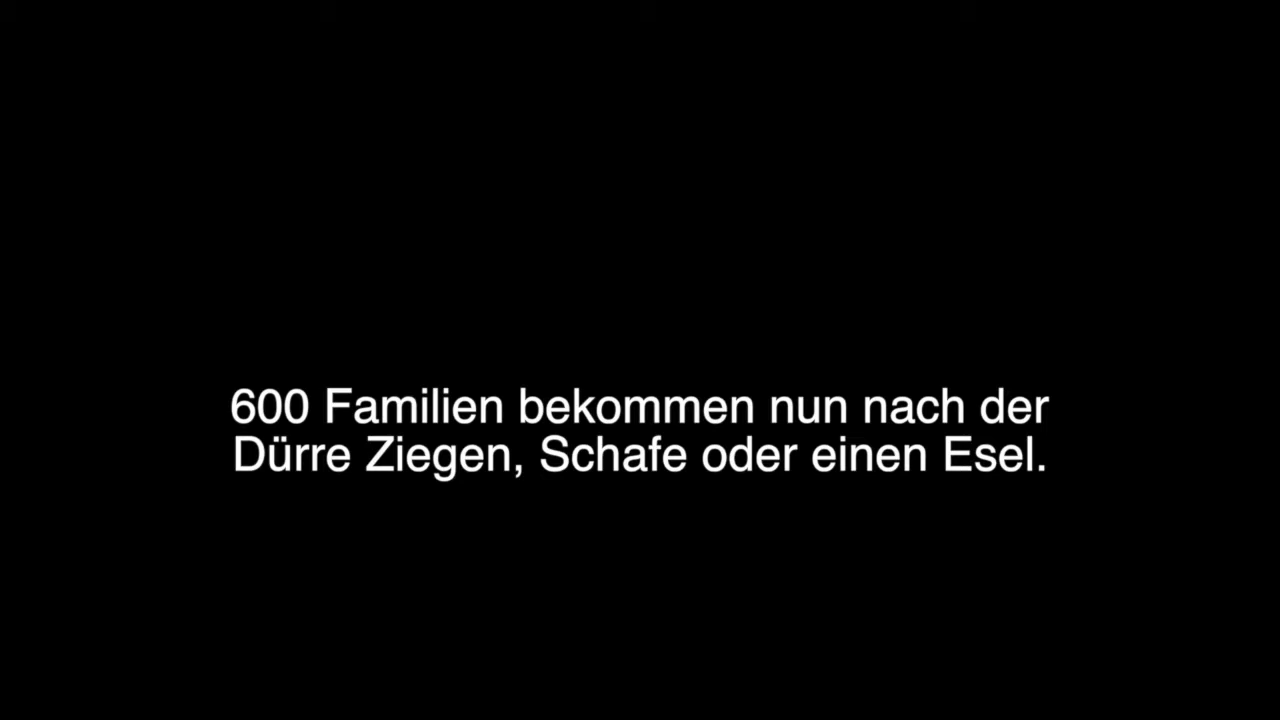 600 Familien bekommen nun nach der
Dürre Ziegen, Schafe oder einen Esel.